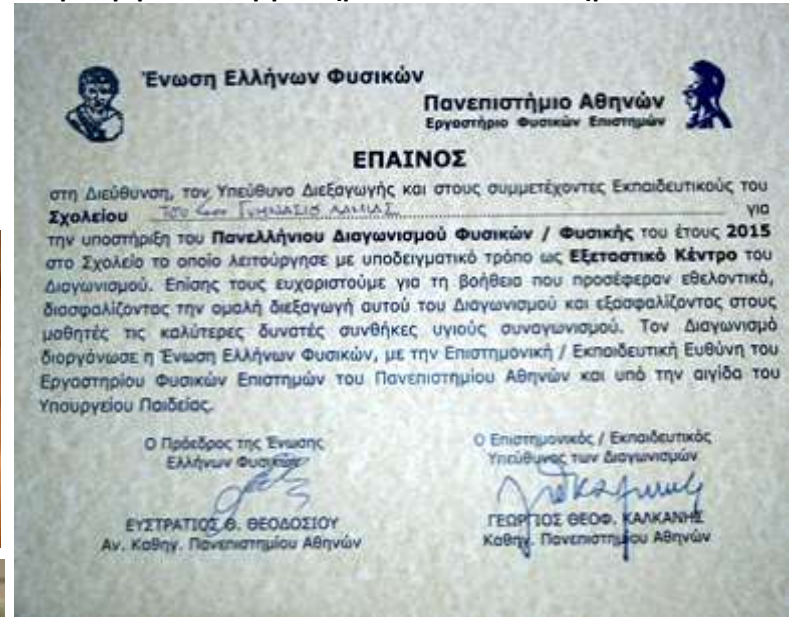 Ένωση Ελλήνων Φυσικών
Πανεπιστήμιο Αθηνών
Εργαστήριο Φυσικών Επιστημών
ΕΠΑΙΝΟΣ
στη Διεύθυνση, τον Υπεύθυνο Διεξαγωγής και στους συμμετέχοντες Εκπαιδευτικούς του
Σχολείου ΓΥΜΝΑΣΙΟ ΛΑΜΙΑΣ για
την υποστήριξη του Πανελλήνιου Διαγωνισμού Φυσικών / Φυσικής του έτους 2015
στο Σχολείο το οποίο λειτούργησε με υποδειγματικό τρόπο ως Εξεταστικό Κέντρο του
Διαγωνισμού. Επίσης τους ευχαριστούμε για τη βοήθεια που προσέφεραν εθελοντικά,
διασφαλίζοντας την ομαλή διεξαγωγή αυτού του Διαγωνισμού και εξασφαλίζοντας στους
μαθητές τις καλύτερες δυνατές συνθήκες υγιούς συναγωνισμού. Τον Διαγωνισμό
διοργάνωσε η Ένωση Ελλήνων Φυσικών, με την Επιστημονική / Εκπαιδευτική Ευθύνη του
Εργαστηρίου Φυσικών Επιστημών του Πανεπιστημίου Αθηνών και υπό την αιγίδα του
Υπουργείου Παιδείας.
Ο Πρόεδρος της Ένωσης
Ελλήνων Φυσικών
ΕΥΣΤΡΑΤΙΟΣ Θ. ΘΕΟΔΟΣΙΟΥ
Αν. Καθηγ. Πανεπιστημίου Αθηνών
Ο Επιστημονικός / Εκπαιδευτικός
Υπεύθυνος των Διαγωνισμών
ΓΕΩΡΓΙΟΣ ΘΕΟΦ. ΚΑΛΚΑΝΗΣ
Καθηγ. Πανεπιστημίου Αθηνών